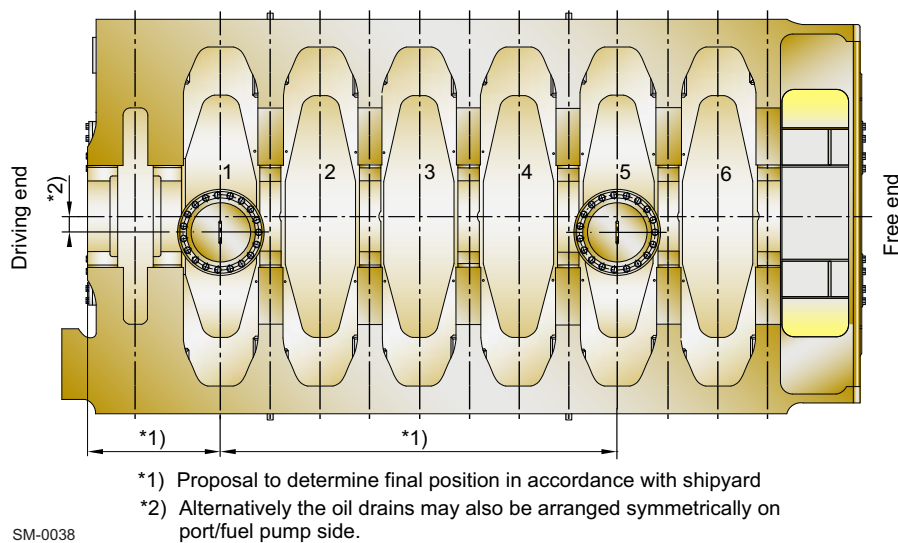 Driving end
*2)
1
2
3
4
5
6
Free end
*1)
*1)
*1) Proposal to determine final position in accordance with shipyard
*2) Alternatively the oil drains may also be arranged symmetrically on
port/fuel pump side.
SM-0038